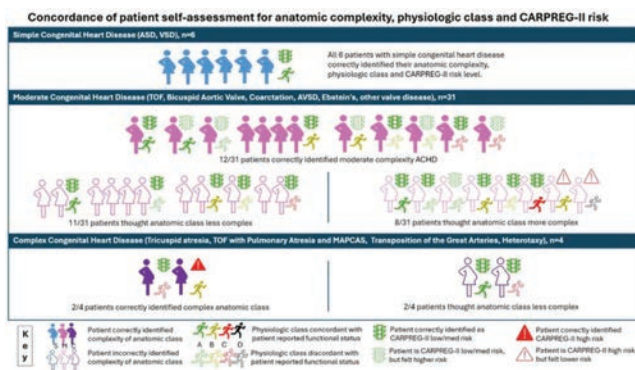 Concordance of patient self-assessment for anatomic complexity, physiologic class and CARPREG-II risk
Simple Congenital Heart Disease (ASD, VSD), n=6
All 6 patients with simple congenital heart disease
correctly identified their anatomic complexity,
physiologic class and CARPREG-II risk level.
Moderate Congenital Heart Disease (TOF, Bicuspid Aortic Valve, Coarctation, AVSD, Ebstein's, other valve disease), n=31
12/31 patients correctly identified moderate complexity ACHD
11/31 patients thought anatomic class less complex
8/31 patients thought anatomic class more complex
Complex Congenital Heart Disease (Tricuspid atresia, TOF with Pulmonary Atresia and MAPCAS, Transposition of the Great Arteries, Heterotaxy), n=4
2/4 patients correctly identified complex anatomic class
2/4 patients thought anatomic class less complex
Key
S M C
Patient correctly identified
complexity of anatomic class
Patient incorrectly identified
complexity of anatomic class
A B C D
Physiologic class concordant with
patient reported functional status
Physiologic class discordant with
patient reported functional status
Patient correctly identified as
CARPREG-II low/med risk
Patient is CARPREG-II low/med risk,
but felt higher risk
Patient correctly identified
CARPREG-II high risk
Patient is CARPREG-II high risk
but felt lower risk